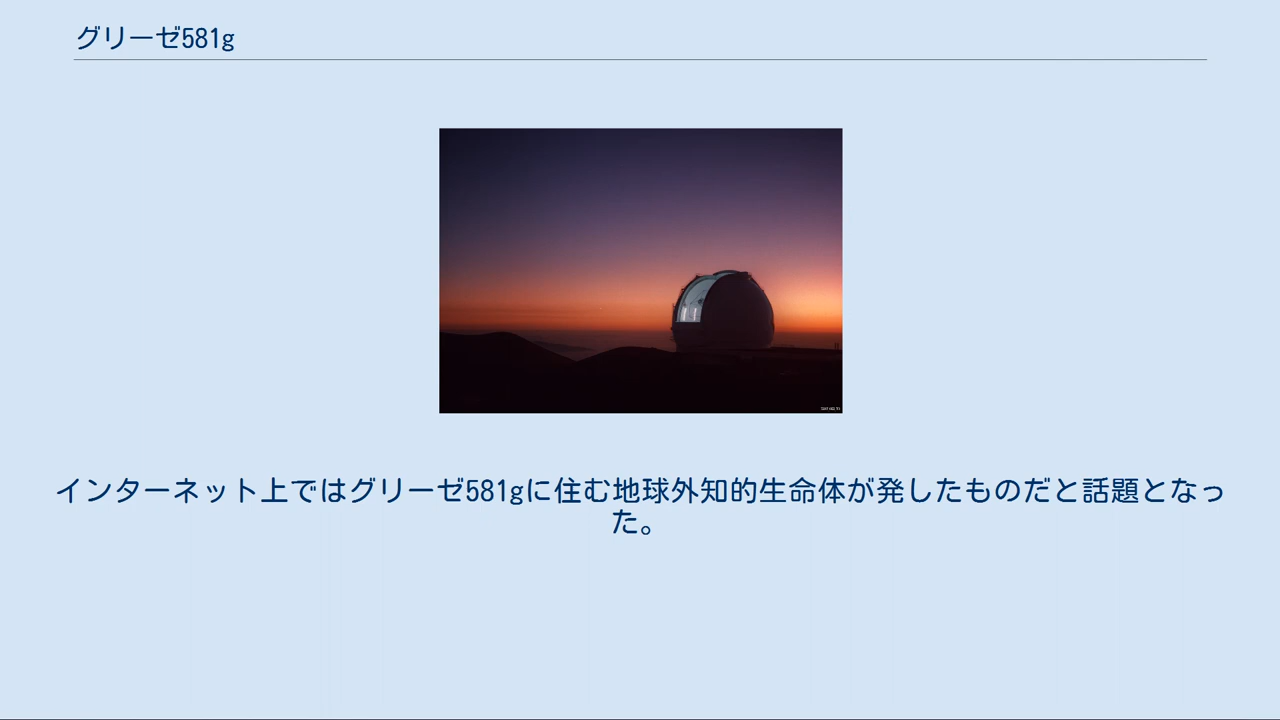 グリーゼ581g
インターネット上ではグリーゼ581gに住む地球外知的生命体が発したものだと話題となっ
た。